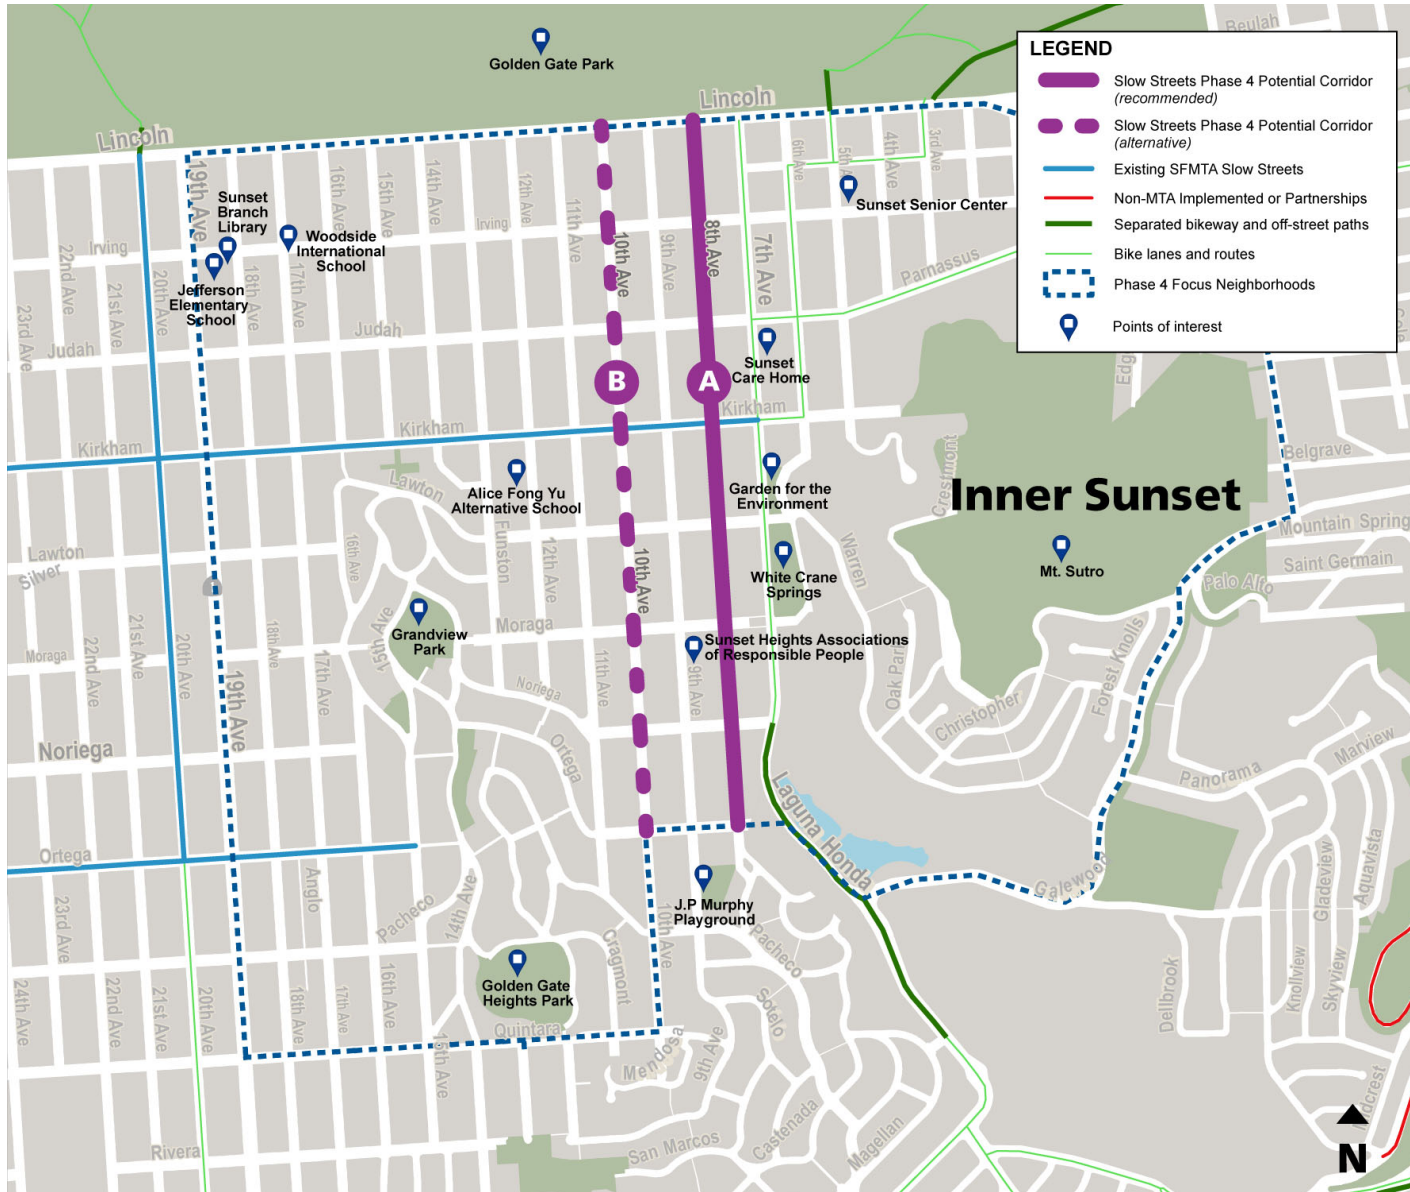 LEGEND
Slow Streets Phase 4 Potential Corridor
(recommended)
Slow Streets Phase 4 Potential Corridor
(alternative)
Existing SFMTA Slow Streets
Non-MTA Implemented or Partnerships
Separated bikeway and off-street paths
Bike lanes and routes
Phase 4 Focus Neighborhoods
Points of interest
Beulah
Golden Gate Park
Lincoln
Lincoln
19th Ave
16th Ave
15th Ave
14th Ave
12th Ave
11th Ave
10th Ave
9th Ave
8th Ave
7th Ave
6th Ave
4th Ave
3rd Ave
Sunset
Branch
Library
Woodside
International
School
Sunset Senior Center
Irving
Irving
Parnassus
Jefferson
Elementary
School
23rd Ave
22nd Ave
21st Ave
20th Ave
18th Ave
17th Ave
Judah
Judah
Sunset
Care Home
B
A
Kirkham
Kirkham
Kirkham
Belgrave
Crestmont
Inner Sunset
Alice Fong Yu
Alternative School
Garden for the
Environment
Lawton
Lawton
Silver
Funston
12th Ave
10th Ave
16th Ave
15th Ave
White Crane
Springs
Warren
Mt. Sutro
Mountain Spring
Saint Germain
Palo Alto
Grandview
Park
Moraga
Moraga
Sunset Heights Associations
of Responsible People
22nd Ave
21st Ave
20th Ave
19th Ave
18th Ave
17th Ave
11th Ave
9th Ave
Oak Park
Christopher
Forest Knolls
Noriega
Noriega
Ortega
Ortega
Laguna Honda
Panorama
Marview
Aquavista
Gladeview
Skyview
Knollview
Dellbrook
Galewood
J.P Murphy
Playground
23rd Ave
Anglo
Pacheco
14th Ave
Cragmont
10th Ave
Pacheco
Sotelo
Golden Gate
Heights Park
24th Ave
22nd Ave
21st Ave
20th Ave
18th Ave
17th Ave
16th Ave
15th Ave
Quintara
Mendosa
9th Ave
Castenada
Magellan
San Marcos
Rivera
N